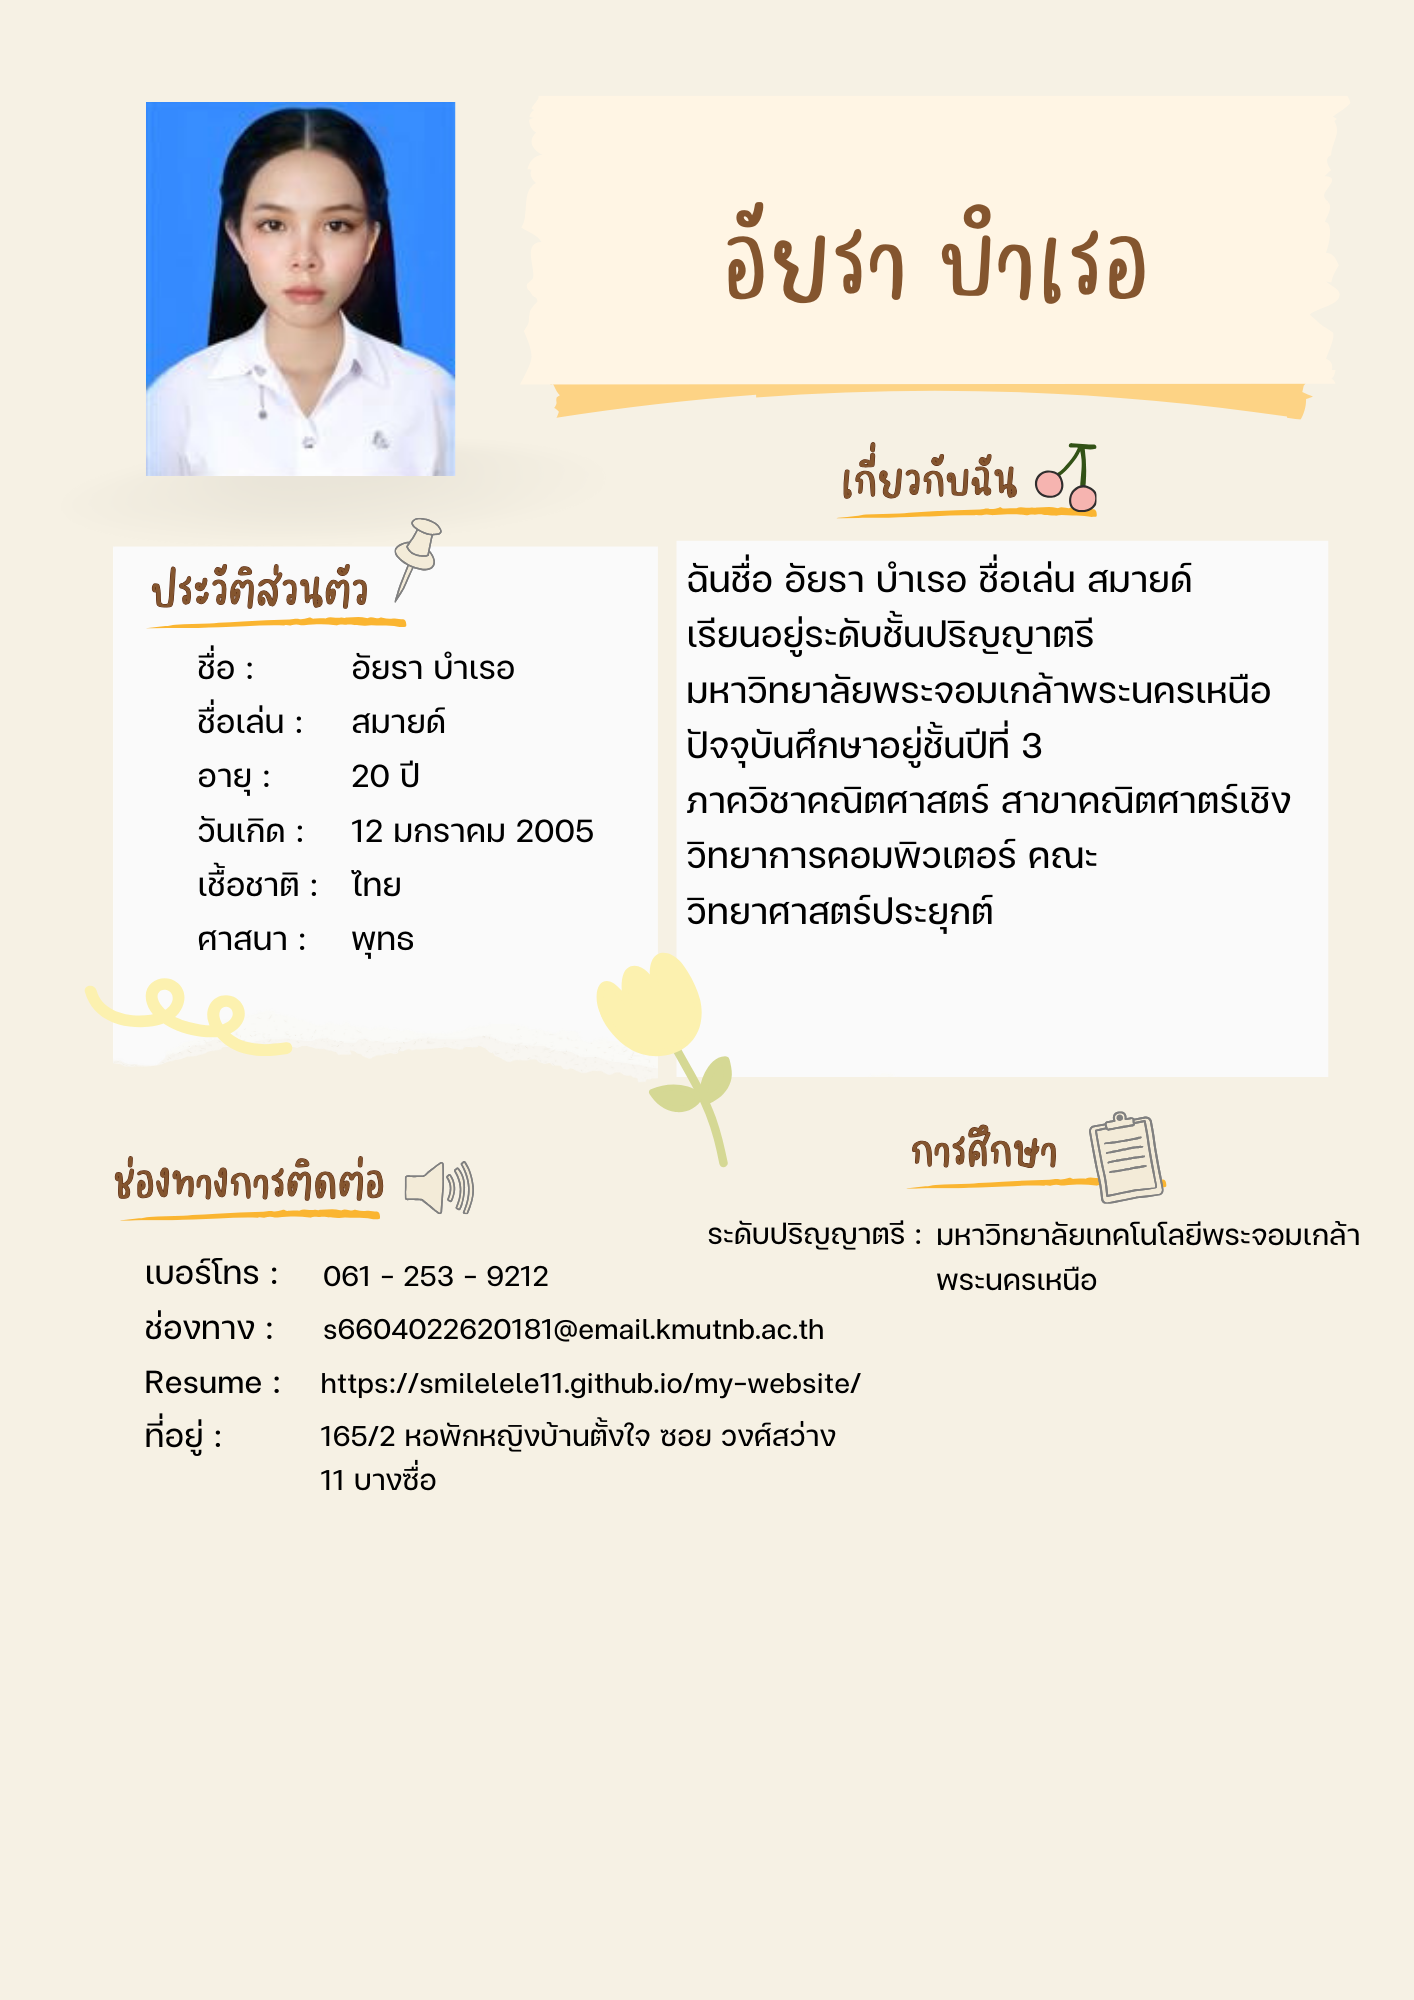 อัยรา บำเรอ
เกี่ยวกับฉัน
ฉันชื่อ อัยรา บำเรอ ชื่อเล่น สมายด์
เรียนอยู่ระดับชั้นปริญญาตรี
มหาวิทยาลัยพระจอมเกล้าพระนครเหนือ
ปัจจุบันศึกษาอยู่ชั้นปีที่ 3
ภาควิชาคณิตศาสตร์ สาขาคณิตศาตร์เชิง
วิทยาการคอมพิวเตอร์ คณะ
วิทยาศาสตร์ประยุกต์
ประวัติส่วนตัว
ชื่อ : อัยรา บำเรอ
ชื่อเล่น : สมายด์
อายุ : 20 ปี
วันเกิด : 12 มกราคม 2005
เชื้อชาติ : ไทย
ศาสนา : พุทธ
การศึกษา
ระดับปริญญาตรี : มหาวิทยาลัยเทคโนโลยีพระจอมเกล้า
พระนครเหนือ
ช่องทางการติดต่อ
เบอร์โทร : 061 - 253 - 9212
ช่องทาง : s6604022620181@email.kmutnb.ac.th
Resume : https://smilelele11.github.io/my-website/
ที่อยู่ : 165/2 หอพักหญิงบ้านตั้งใจ ซอย วงศ์สว่าง
11 บางซื่อ